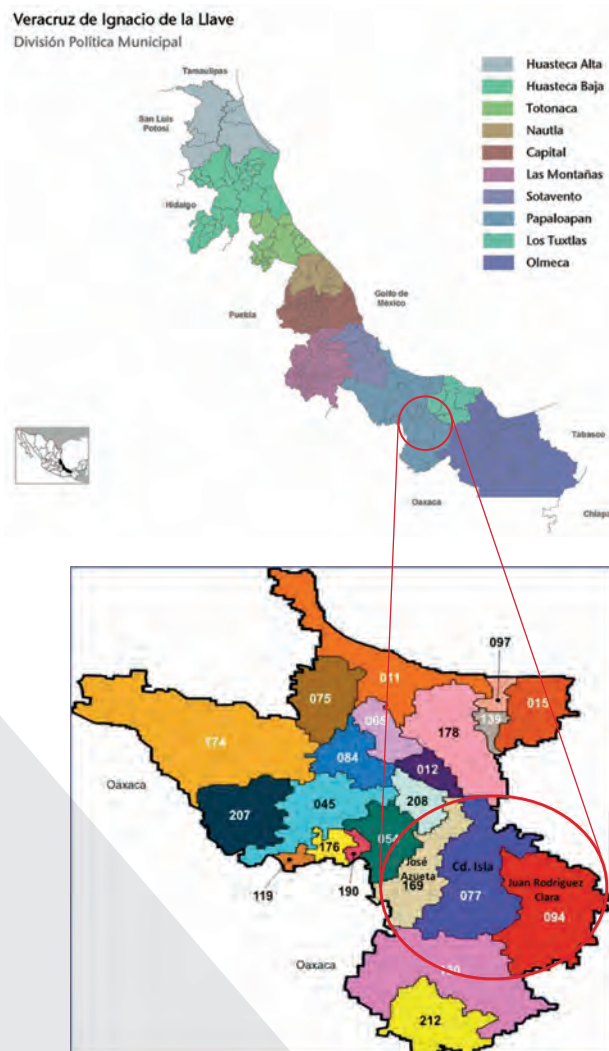 Veracruz de Ignacio de la Llave
División Política Municipal
Tamaulipas
San Luis
Potosí
Hidalgo
Puebla
Golfo de
México
Tabasco
Oaxaca
Chiapa
Huasteca Alta
Huasteca Baja
Totonaca
Nautla
Capital
Las Montañas
Sotavento
Papaloapan
Los Tuxtlas
Olmeca
097
011
015
075
139
178
174
084
012
Oaxaca
207
045
208
054
176
José
Azueta
169
Cd. Isla
077
Juan Rodríguez
Clara
094
119
190
Oaxaca
212